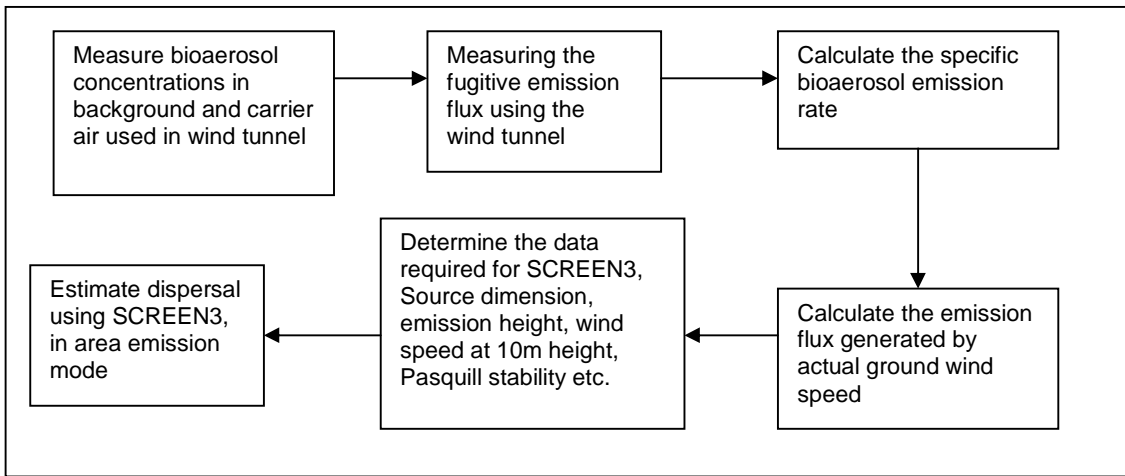 Measure bioaerosol
concentrations in
background and carrier
air used in wind tunnel
Measuring the
fugitive emission
flux using the
wind tunnel
Calculate the specific
bioaerosol emission
rate
Calculate the emission
flux generated by
actual ground wind
speed
Determine the data
required for SCREEN3,
Source dimension,
emission height, wind
speed at 10m height,
Pasquill stability etc.
Estimate dispersal
using SCREEN3,
in area emission
mode